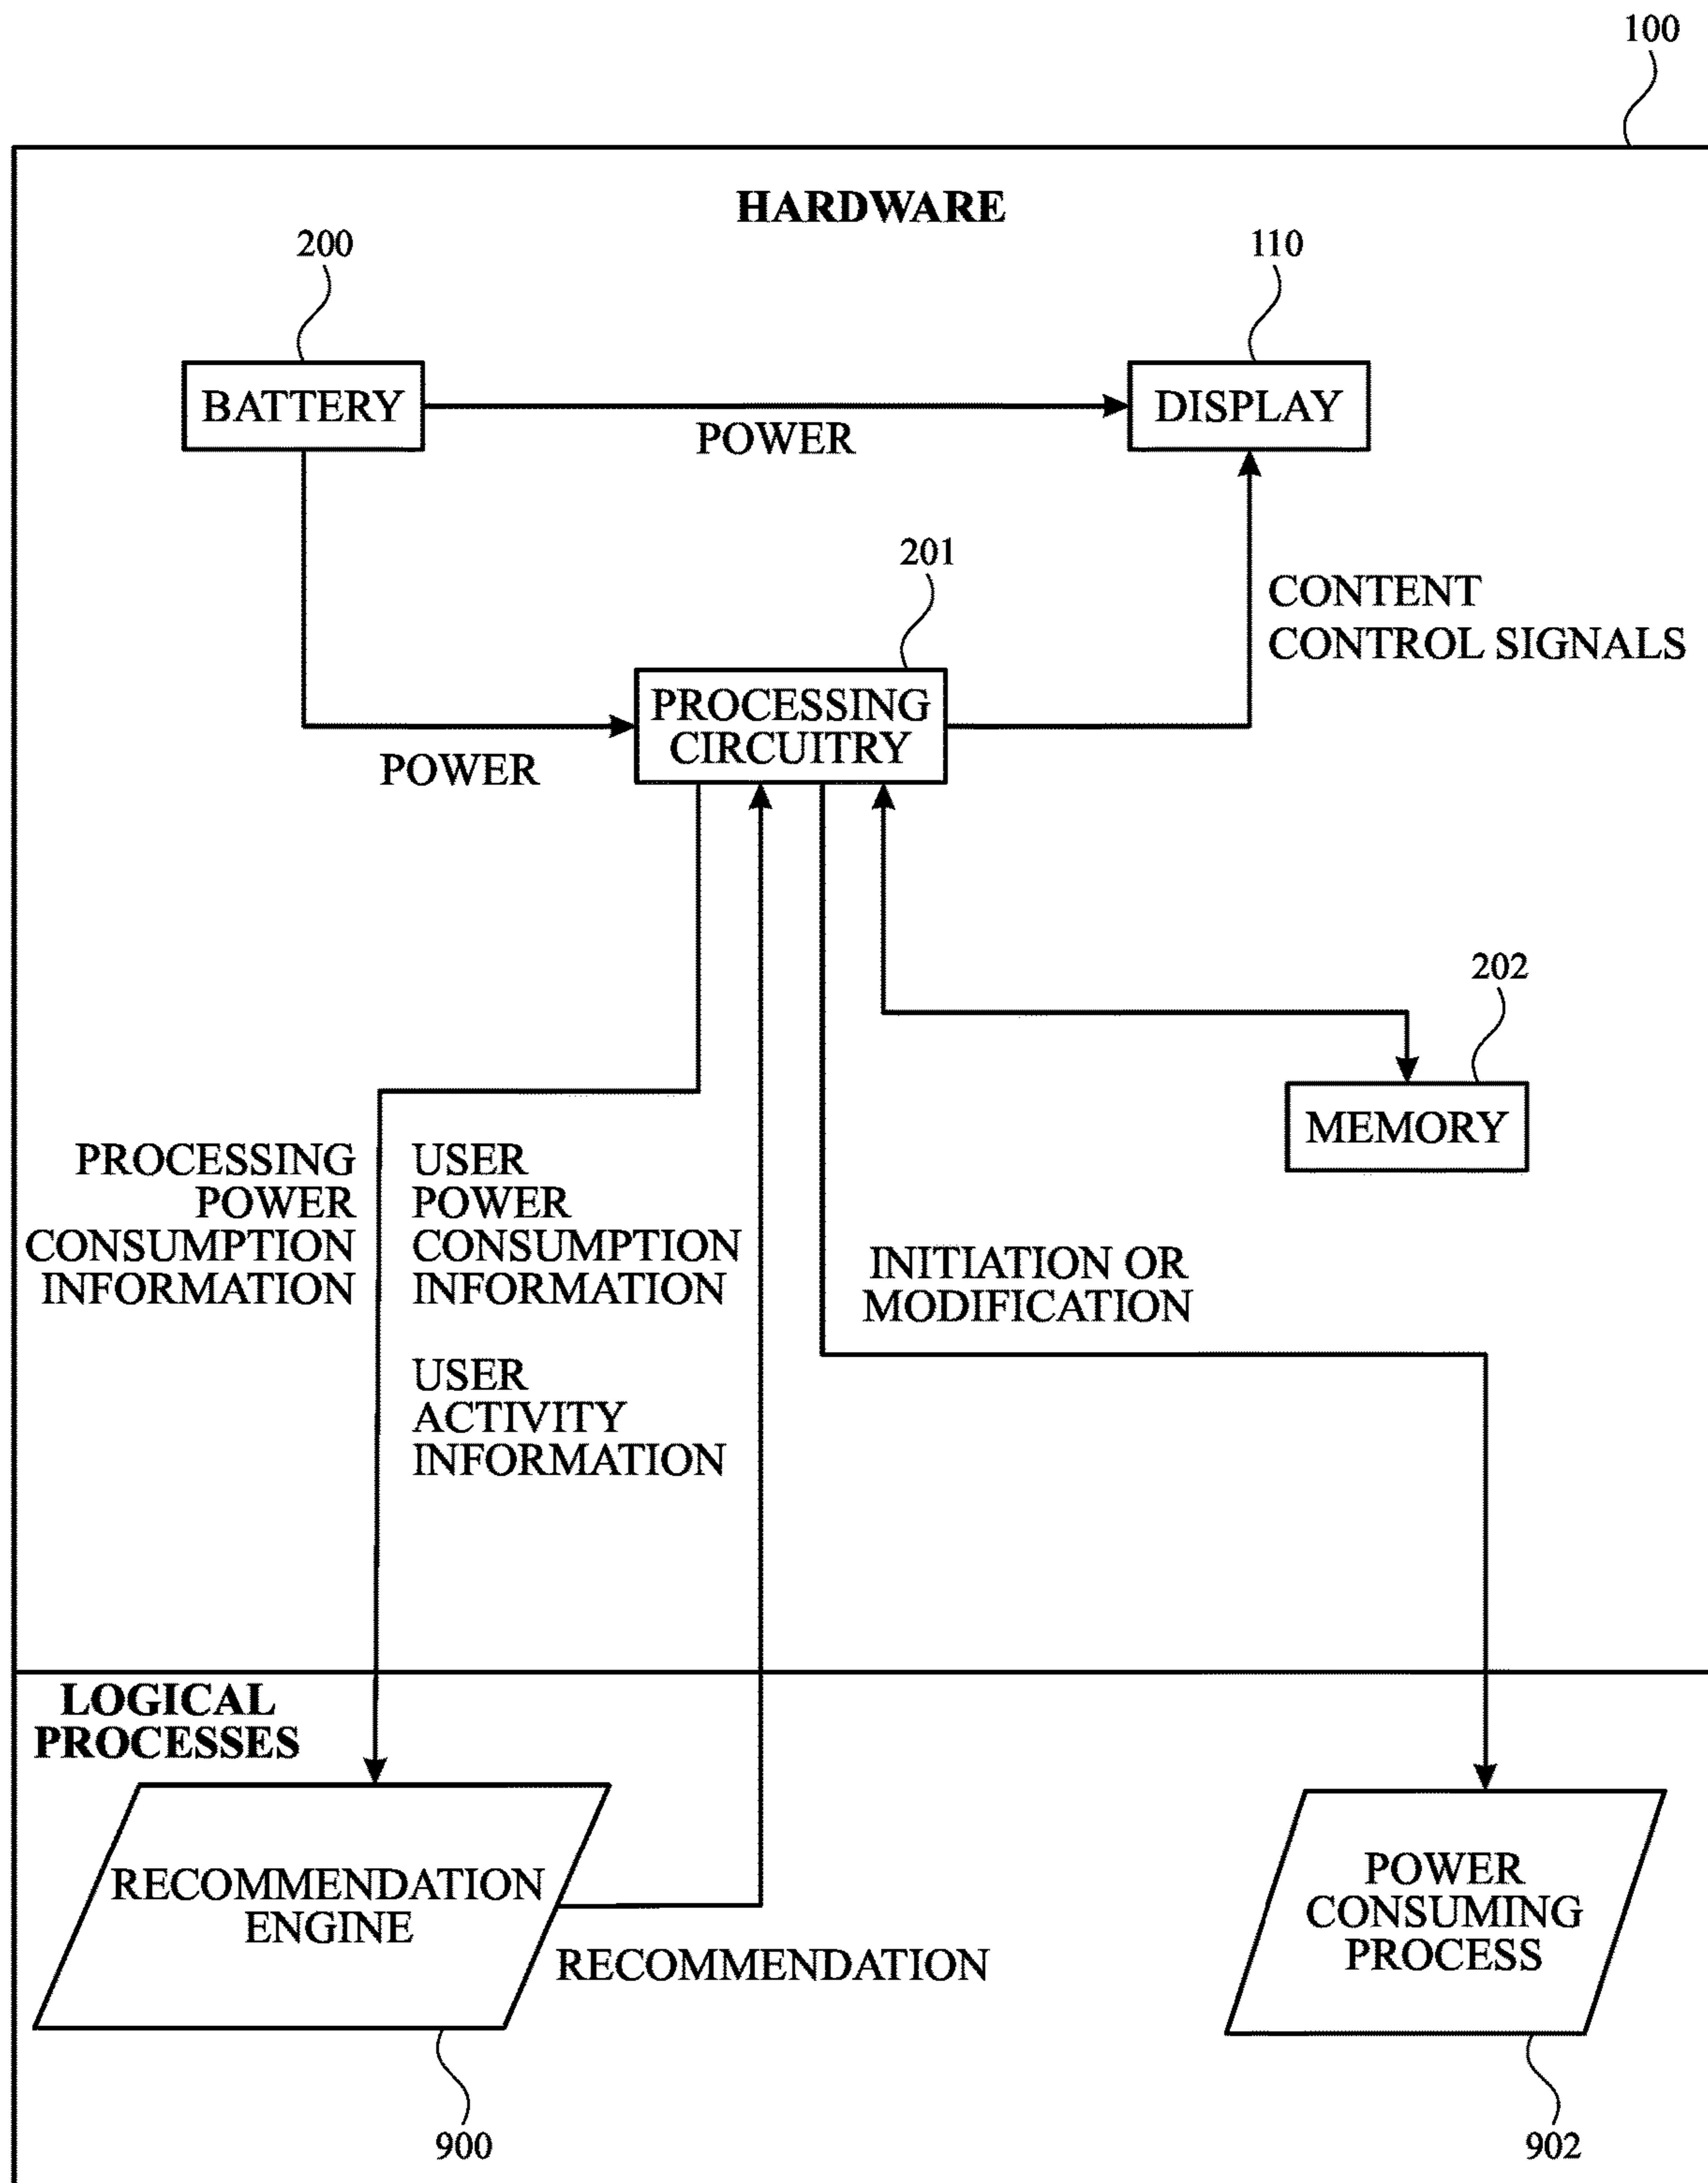 100
HARDWARE
200
110
BATTERY
DISPLAY
POWER
201
CONTENT
CONTROL SIGNALS
PROCESSING
CIRCUITRY
POWER
202
MEMORY
PROCESSING
POWER
CONSUMPTION
INFORMATION
USER
POWER
CONSUMPTION
INFORMATION
USER
ACTIVITY
INFORMATION
INITIATION OR
MODIFICATION
LOGICAL
PROCESSES
RECOMMENDATION
ENGINE
RECOMMENDATION
POWER
CONSUMING
PROCESS
900
902